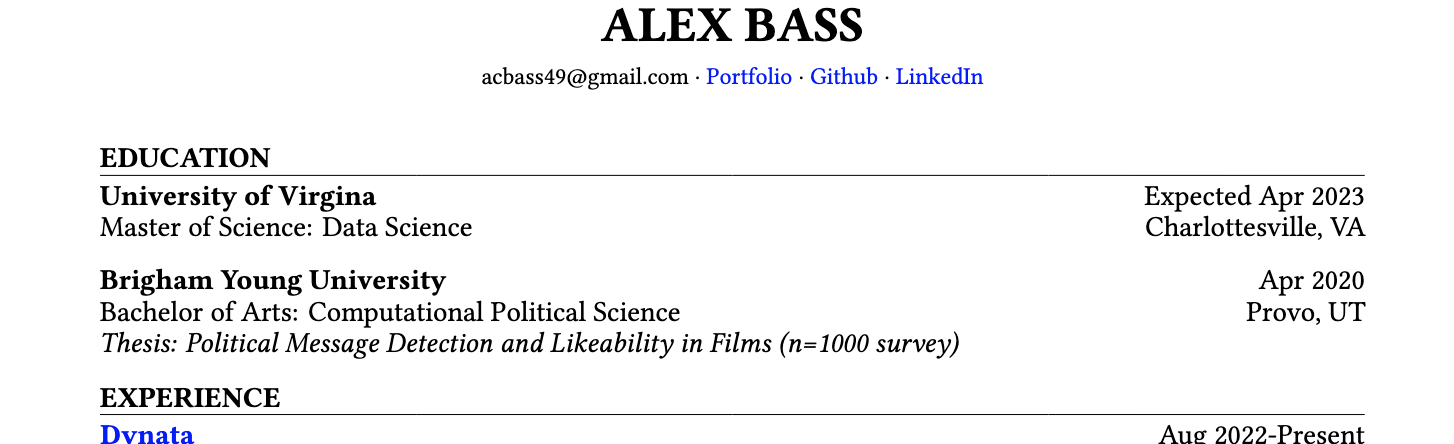 ALEX BASS
acbass49@gmail.com · Portfolio · Github · LinkedIn
EDUCATION
University of Virgina Expected Apr 2023
Master of Science: Data Science Charlottesville, VA
Brigham Young University Apr 2020
Bachelor of Arts: Computational Political Science Provo, UT
Thesis: Political Message Detection and Likeability in Films (n=1000 survey)
EXPERIENCE
Dynata Aug 2022-Present